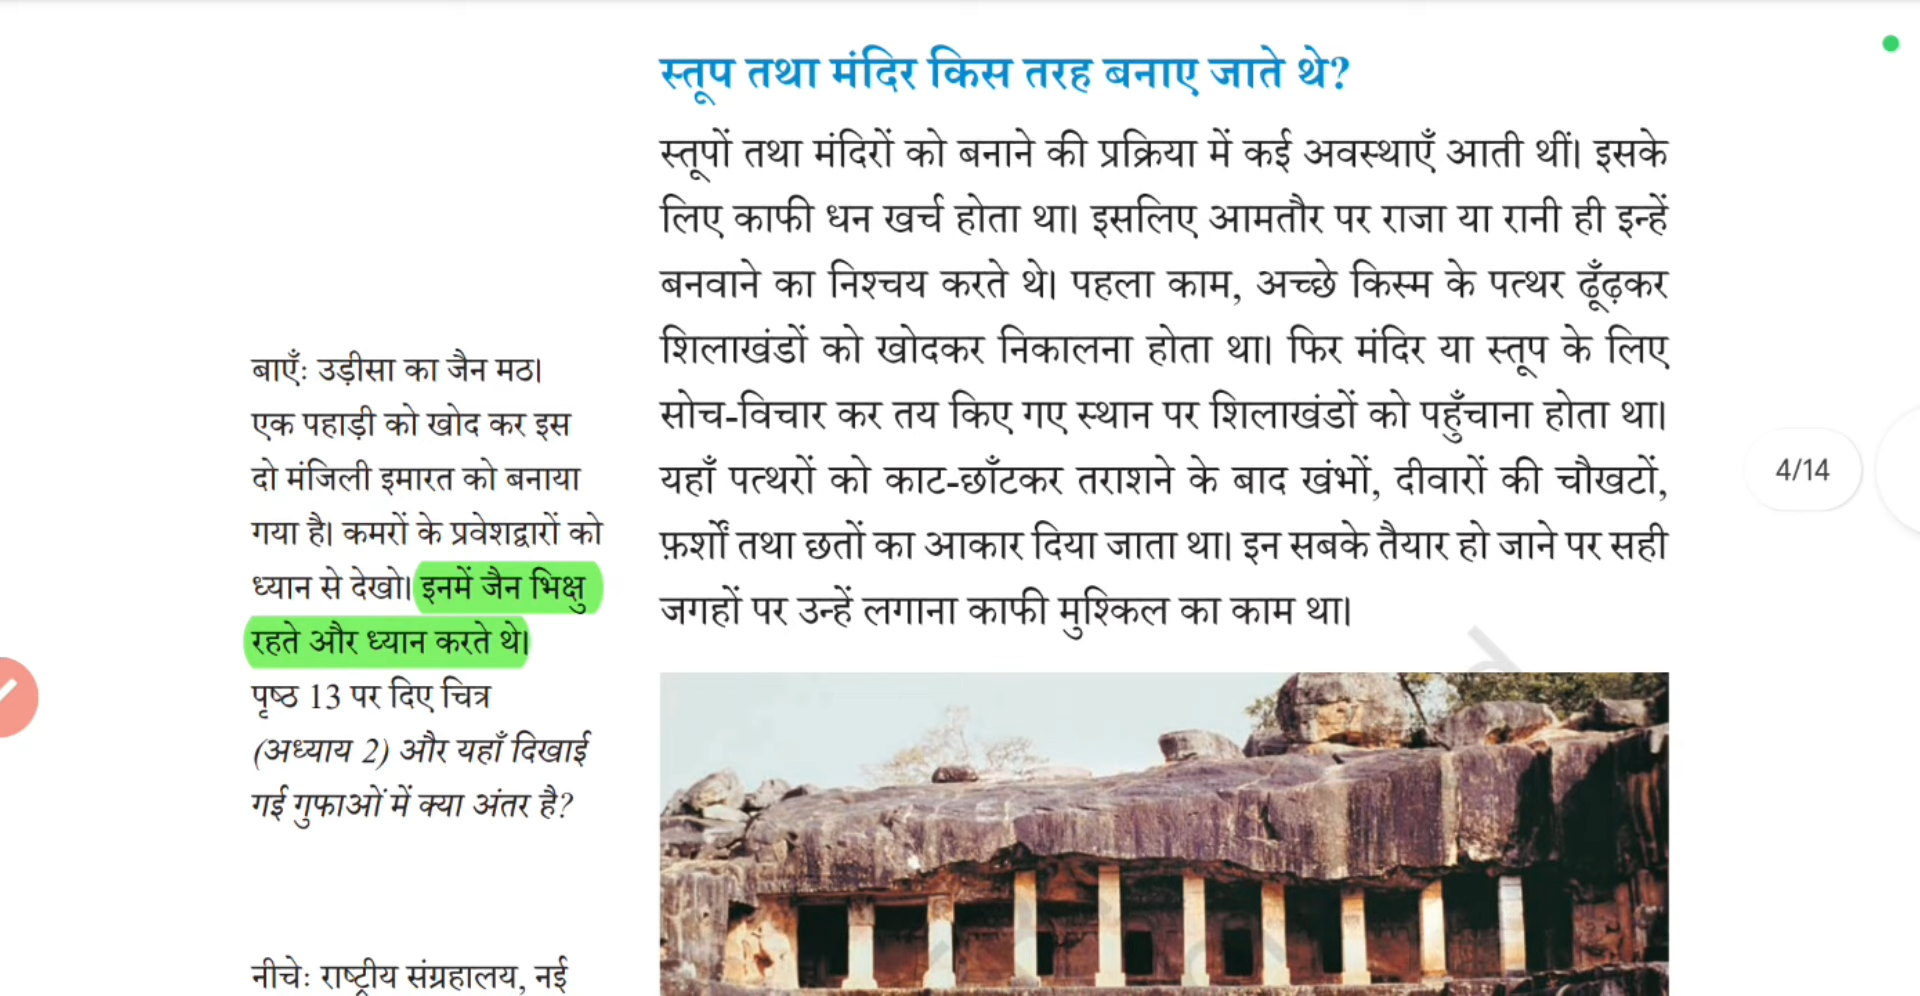 स्तूप तथा मंदिर किस तरह बनाए जाते थे?
स्तूपों तथा मंदिरों को बनाने की प्रक्रिया में कई अवस्थाएँ आती थीं। इसके
लिए काफी धन खर्च होता था। इसलिए आमतौर पर राजा या रानी ही इन्हें
बनवाने का निश्चय करते थे। पहला काम, अच्छे किस्म के पत्थर ढूँढ़कर
शिलाखंडों को खोदकर निकालना होता था। फिर मंदिर या स्तूप के लिए
सोच-विचार कर तय किए गए स्थान पर शिलाखंडों को पहुँचाना होता था।
यहाँ पत्थरों को काट-छाँटकर तराशने के बाद खंभों, दीवारों की चौखटों,
फ़र्शों तथा छतों का आकार दिया जाता था। इन सबके तैयार हो जाने पर सही
जगहों पर उन्हें लगाना काफी मुश्किल का काम था।
बाएँः उड़ीसा का जैन मठ।
एक पहाड़ी को खोद कर इस
दो मंजिली इमारत को बनाया
गया है। कमरों के प्रवेशद्वारों को
ध्यान से देखो। इनमें जैन भिक्षु
रहते और ध्यान करते थे।
पृष्ठ 13 पर दिए चित्र
(अध्याय 2) और यहाँ दिखाई
गई गुफाओं में क्या अंतर है?
नीचेः राष्ट्रीय संग्रहालय, नई
4/14